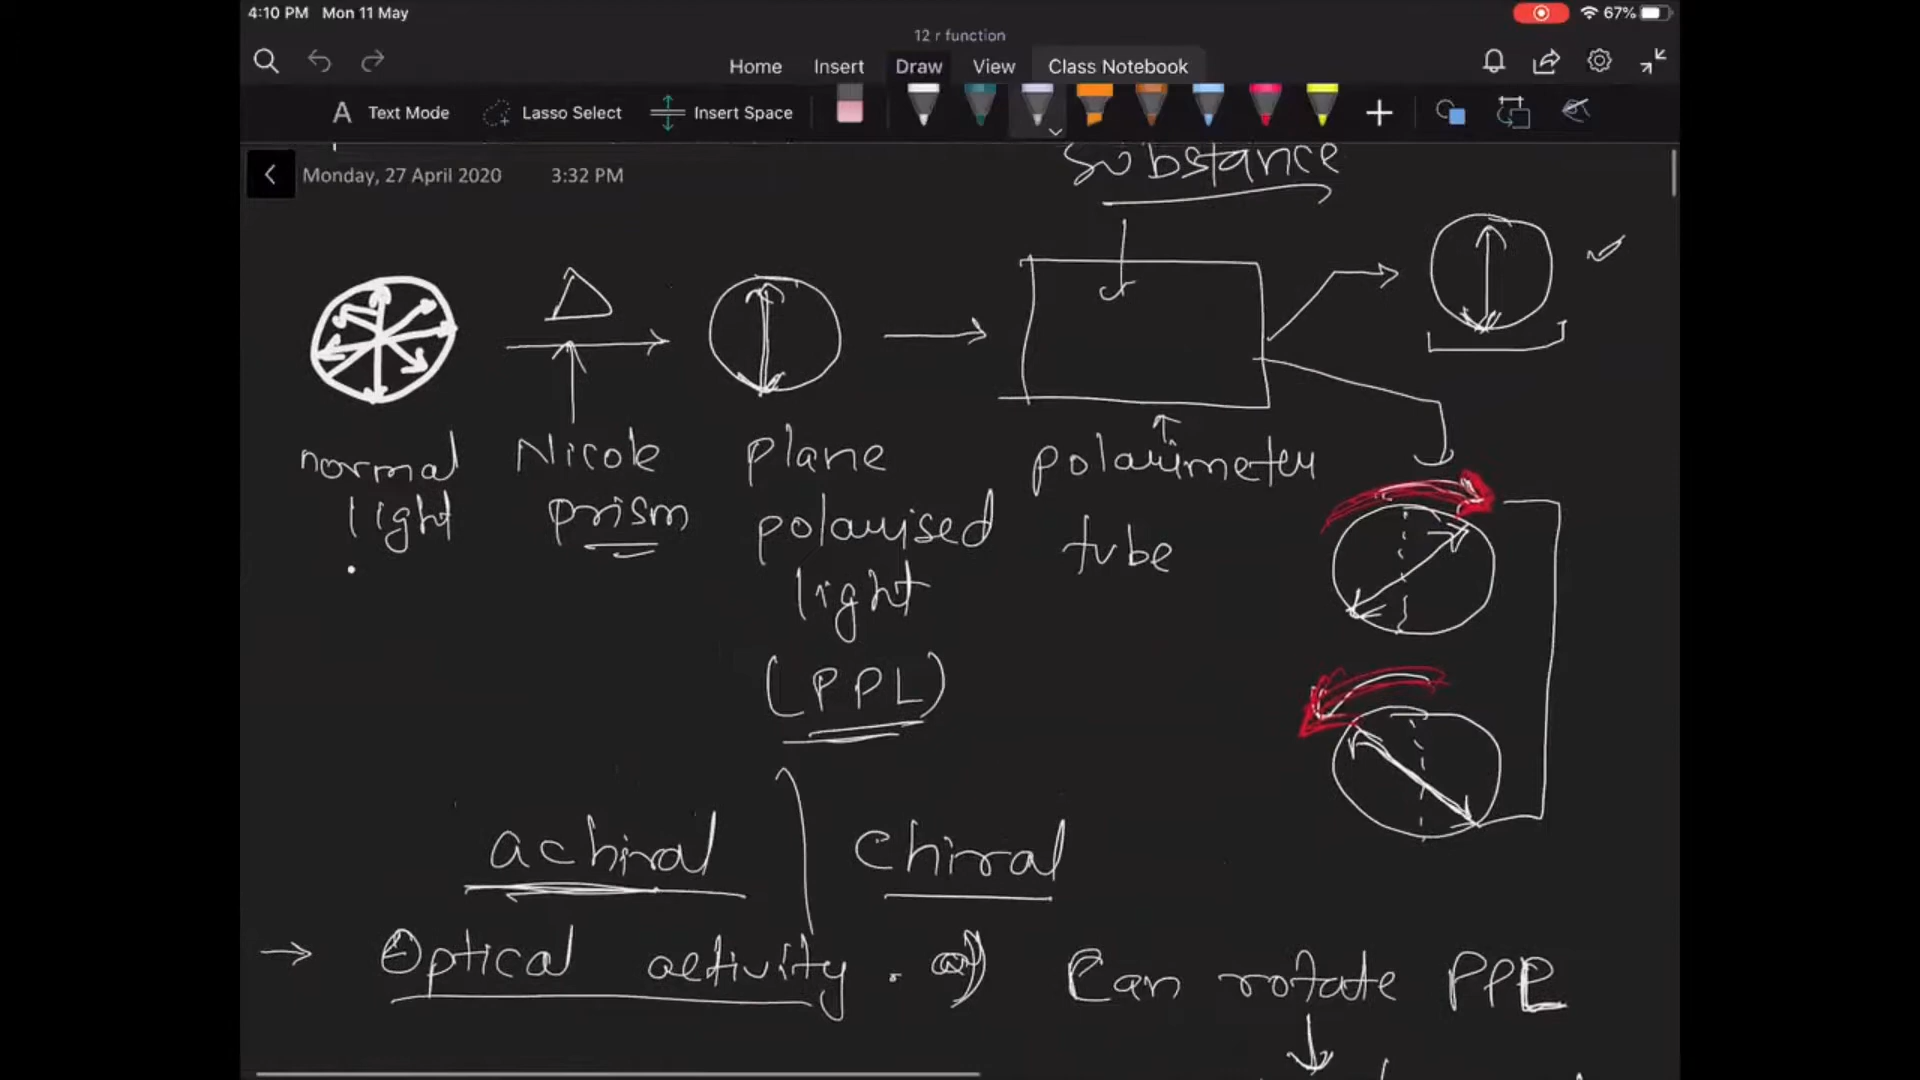 4:10 PM Mon 11 May
67%
12 r function
Home Insert Draw View Class Notebook
A Text Mode Lasso Select Insert Space
Monday, 27 April 2020 3:32 PM
Substance
normal light
Nicole prism
plane polarised light
(PPL)
polarimeter tube
achiral
chiral
→ Optical activity .
Can rotate PPL